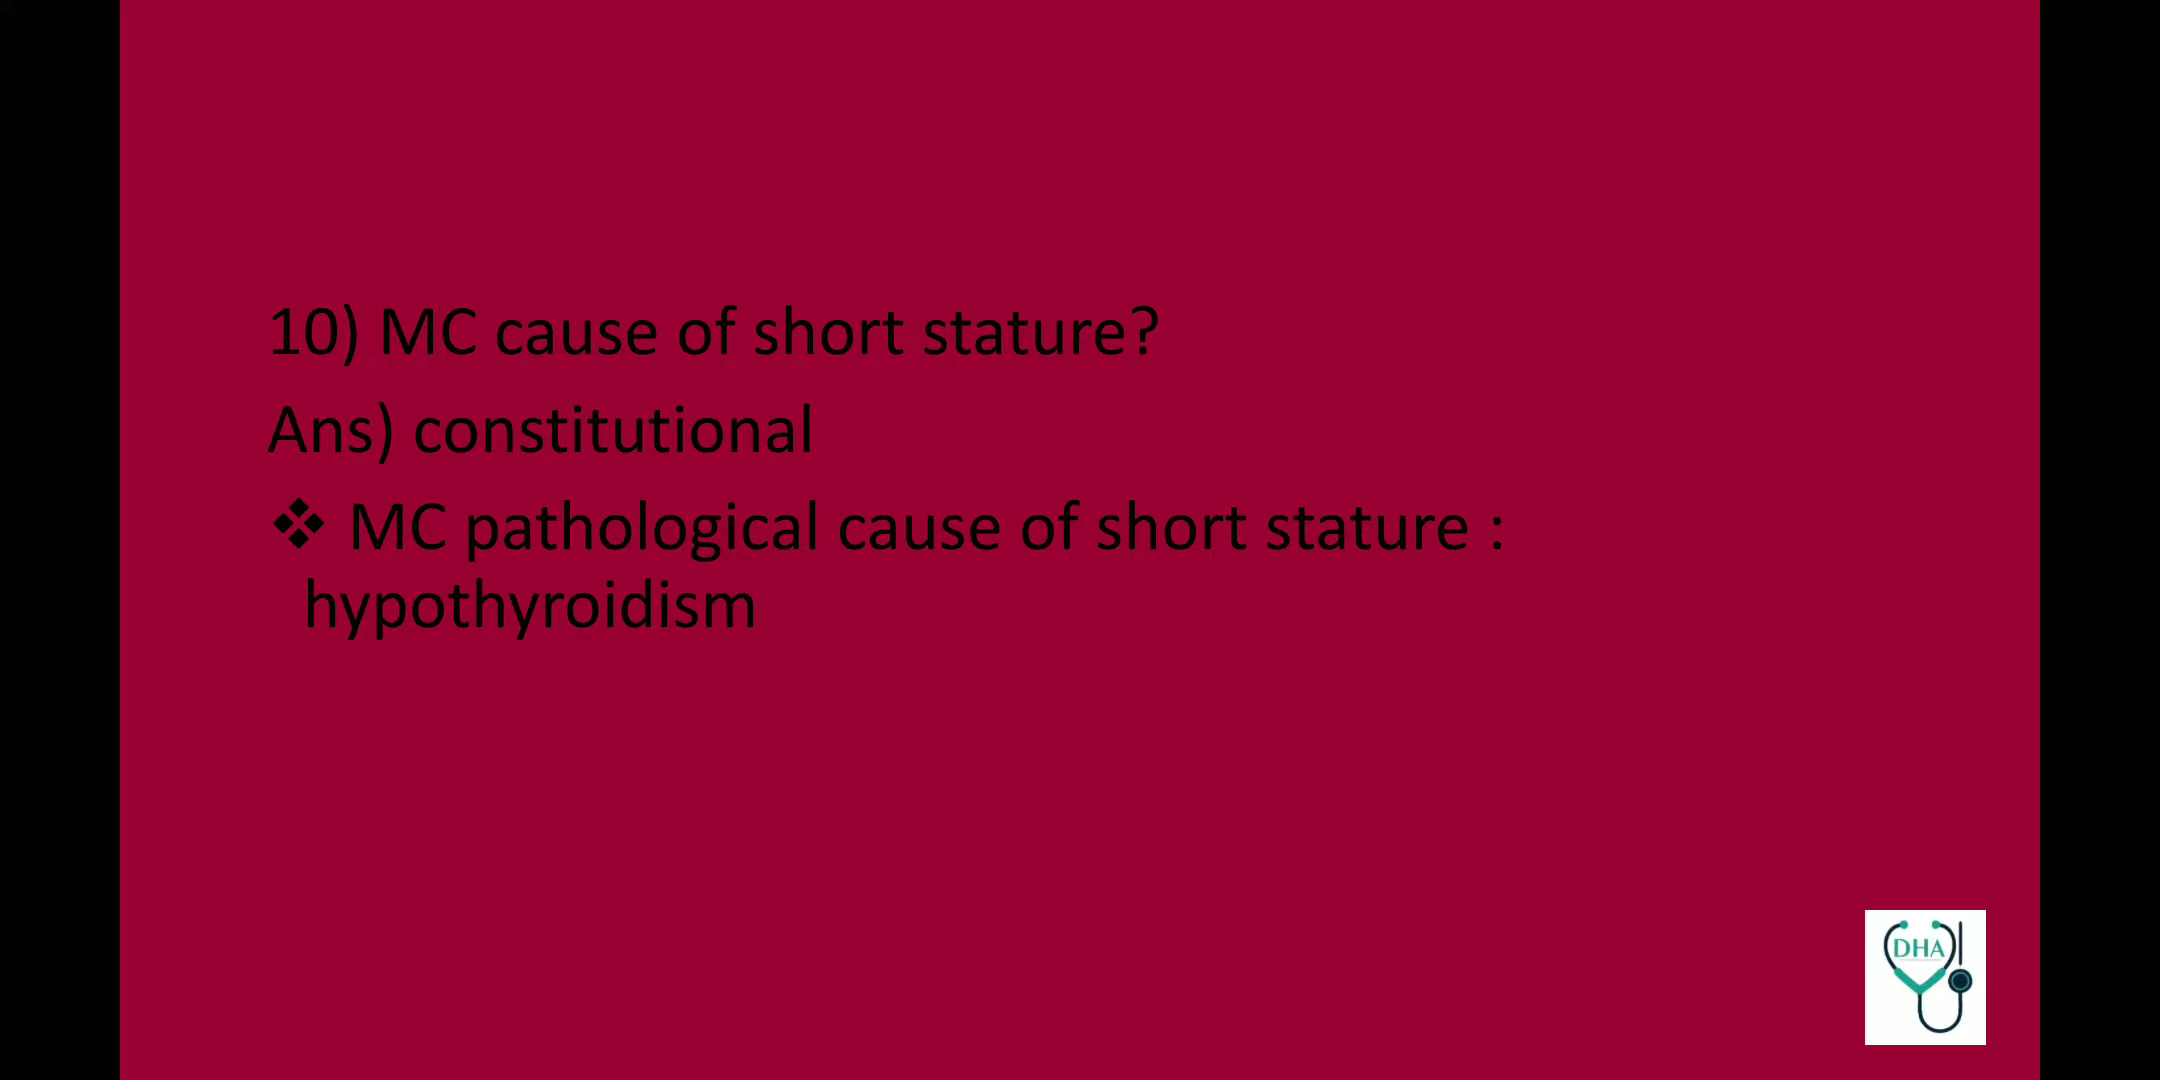 10) MC cause of short stature?
Ans) constitutional
❖ MC pathological cause of short stature :
hypothyroidism
DHA